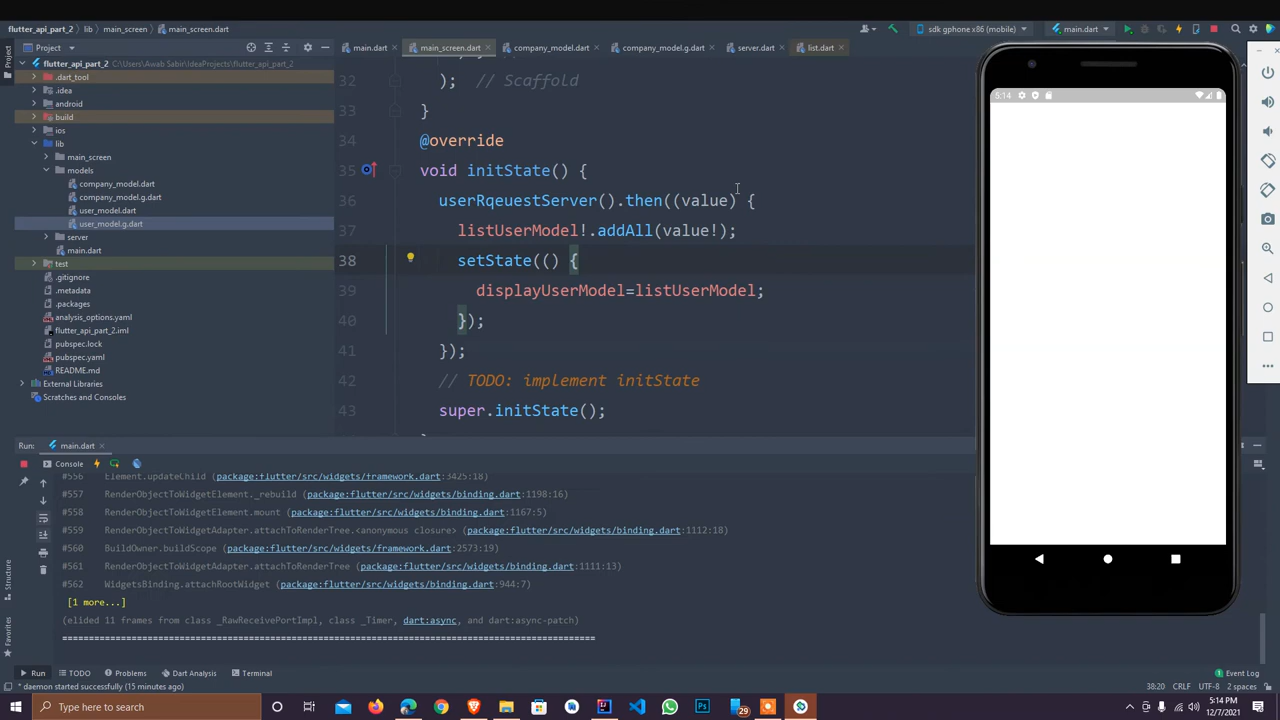 flutter_api_part_2 lib main_screen main_screen.dart sdk gphone x86 (mobile) main.dart
Project main.dart main_screen.dart company_model.dart company_model.g.dart server.dart list.dart
Project
flutter_api_part_2 C:\Users\Awab Sabir\IdeaProjects\flutter_api_part_2
.dart_tool
.idea
android
build
ios
lib
main_screen
models
company_model.dart
company_model.g.dart
user_model.dart
user_model.g.dart
server
main.dart
test
.gitignore
.metadata
.packages
analysis_options.yaml
flutter_api_part_2.iml
pubspec.lock
pubspec.yaml
README.md
External Libraries
Scratches and Consoles
32 ); // Scaffold
33 }
34 @override
35 void initState() {
36 userRqeuestServer().then((value) {
37 listUserModel!.addAll(value!);
38 setState(() {
39 displayUserModel=listUserModel;
40 });
41 });
42 // TODO: implement initState
43 super.initState();
5:14
Run: main.dart
Console
#556 Element.updateChild (package:flutter/src/widgets/framework.dart:3425:18)
#557 RenderObjectToWidgetElement._rebuild (package:flutter/src/widgets/binding.dart:1198:16)
#558 RenderObjectToWidgetElement.mount (package:flutter/src/widgets/binding.dart:1167:5)
#559 RenderObjectToWidgetAdapter.attachToRenderTree.<anonymous closure> (package:flutter/src/widgets/binding.dart:1112:18)
#560 BuildOwner.buildScope (package:flutter/src/widgets/framework.dart:2573:19)
#561 RenderObjectToWidgetAdapter.attachToRenderTree (package:flutter/src/widgets/binding.dart:1111:13)
#562 WidgetsBinding.attachRootWidget (package:flutter/src/widgets/binding.dart:944:7)
[1 more...]
(elided 11 frames from class _RawReceivePortImpl, class _Timer, dart:async, and dart:async-patch)
====================================================================================================
Structure
Favorites
Run TODO Problems Dart Analysis Terminal Event Log
* daemon started successfully (15 minutes ago) 38:20 CRLF UTF-8 2 spaces
Type here to search 29 5:14 PM
12/7/2021